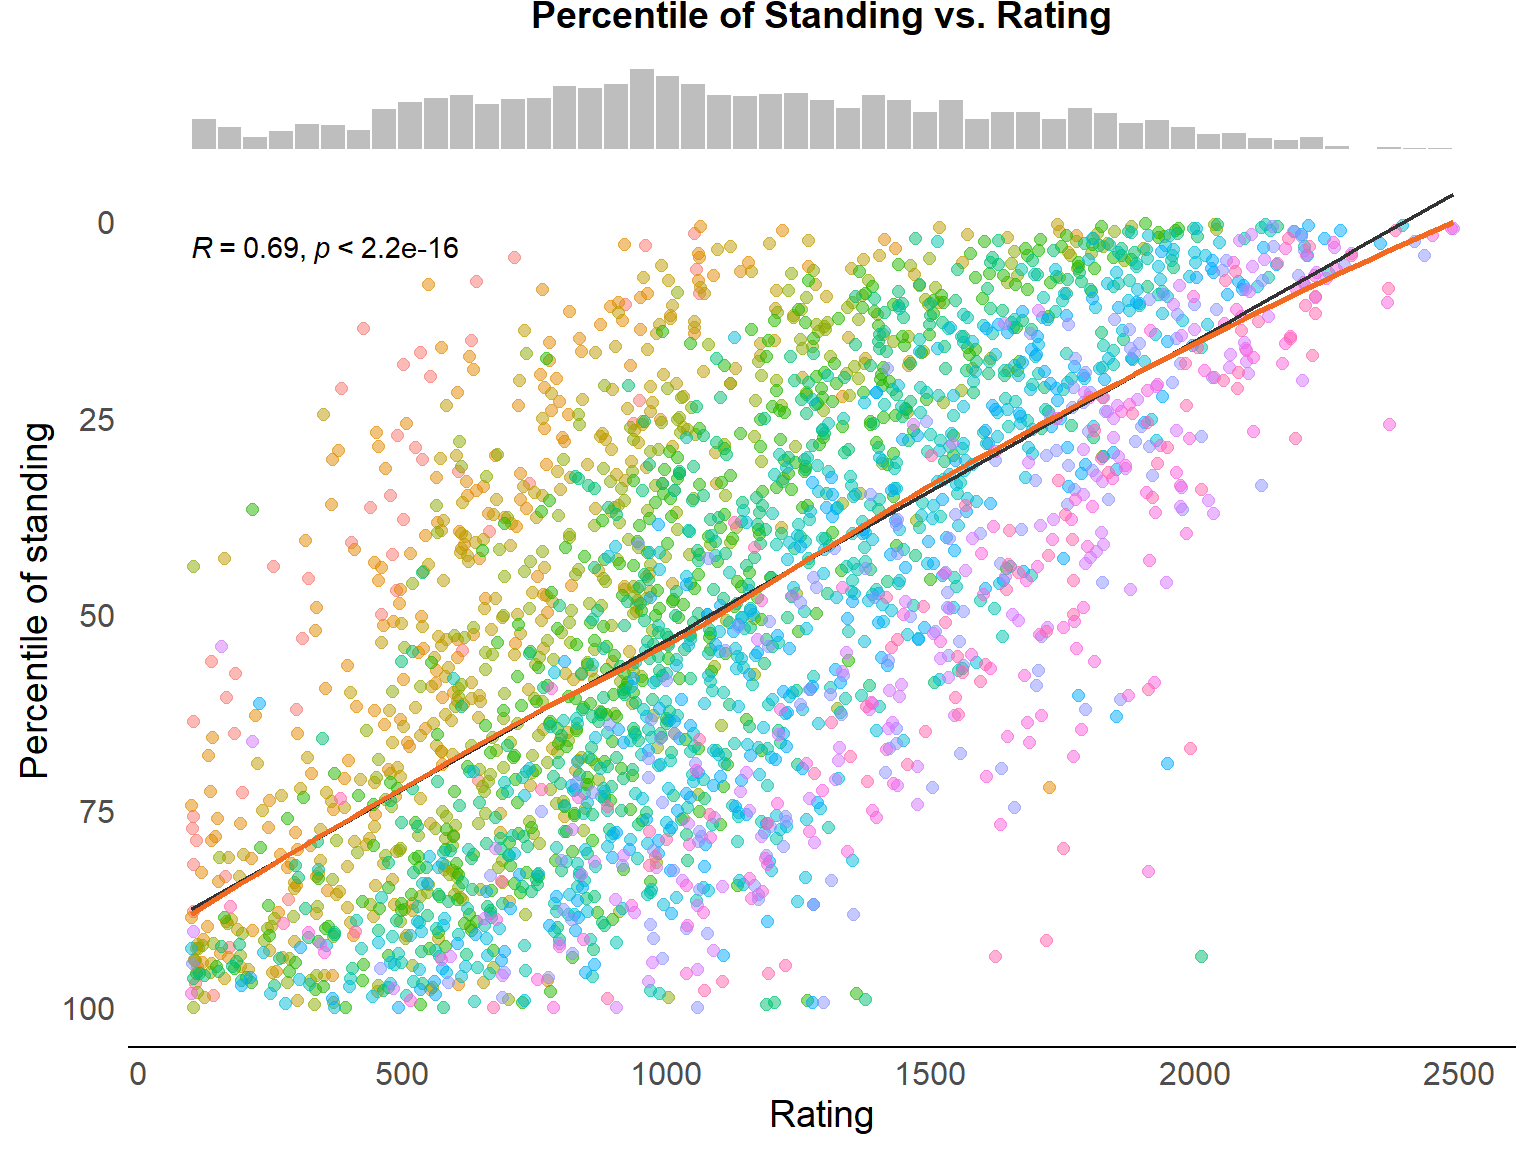 Percentile of Standing vs. Rating
R = 0.69, p < 2.2e-16
0
25
50
75
100
Percentile of standing
0 500 1000 1500 2000 2500
Rating